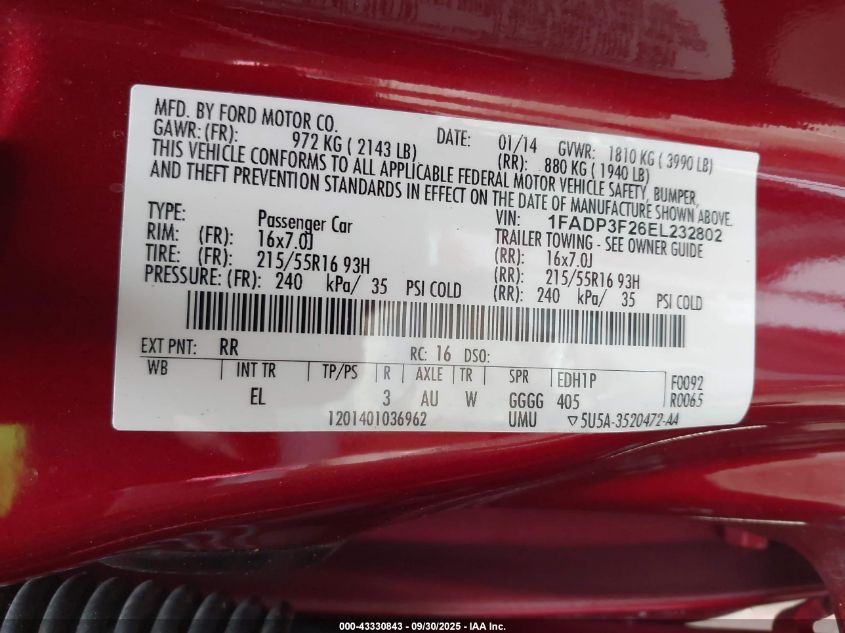 MFD. BY FORD MOTOR CO. DATE: 01/14 GVWR: 1810 KG ( 3990 LB)
GAWR: (FR): 972 KG ( 2143 LB) (RR): 880 KG ( 1940 LB)
THIS VEHICLE CONFORMS TO ALL APPLICABLE FEDERAL MOTOR VEHICLE SAFETY, BUMPER,
AND THEFT PREVENTION STANDARDS IN EFFECT ON THE DATE OF MANUFACTURE SHOWN ABOVE.
VIN: 1FADP3F26EL232802
TYPE: Passenger Car TRAILER TOWING - SEE OWNER GUIDE
RIM: (FR): 16x7.0J (RR): 16x7.0J
TIRE: (FR): 215/55R16 93H (RR): 215/55R16 93H
PRESSURE: (FR): 240 kPa/ 35 PSI COLD (RR): 240 kPa/ 35 PSI COLD
EXT PNT: RR RC: 16 DSO:
WB INT TR TP/PS R AXLE TR SPR EDH1P F0092
EL 3 AU W GGGG 405 R0065
1201401036962 UMU ▽5U5A-3520472-AA
000-43330843 - 09/30/2025 - IAA Inc.